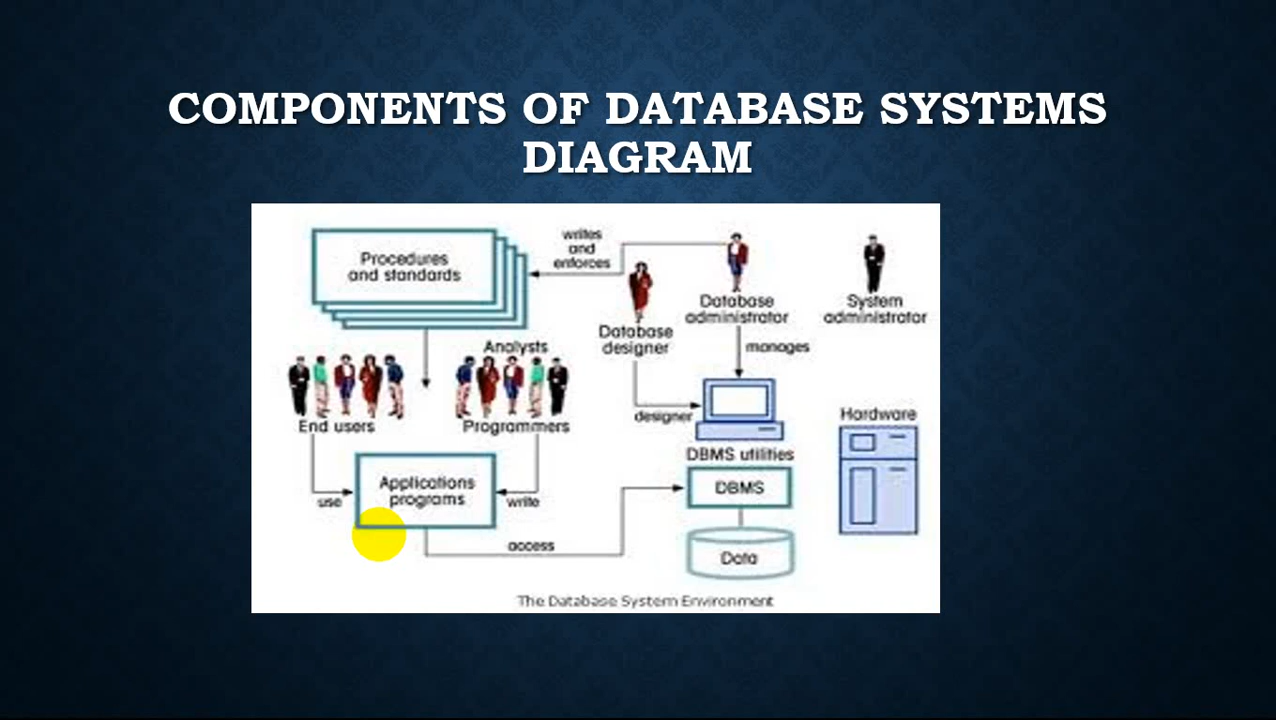 COMPONENTS OF DATABASE SYSTEMS
DIAGRAM
Procedures
and standards
writes
and
enforces
Database
designer
Database
administrator
System
administrator
manages
Analysts
End users
Programmers
designer
DBMS utilities
Hardware
Applications
programs
use
write
DBMS
access
Data
The Database System Environment